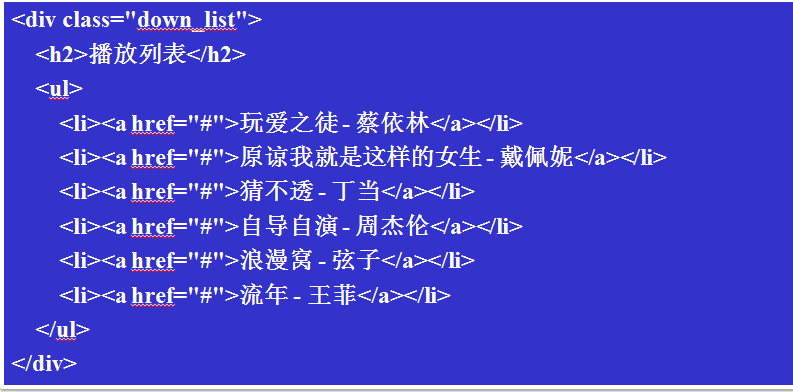 <div class="down_list">
<h2>播放列表</h2>
<ul>
<li><a href="#">玩爱之徒 - 蔡依林</a></li>
<li><a href="#">原谅我就是这样的女生 - 戴佩妮</a></li>
<li><a href="#">猜不透 - 丁当</a></li>
<li><a href="#">自导自演 - 周杰伦</a></li>
<li><a href="#">浪漫窝 - 弦子</a></li>
<li><a href="#">流年 - 王菲</a></li>
</ul>
</div>